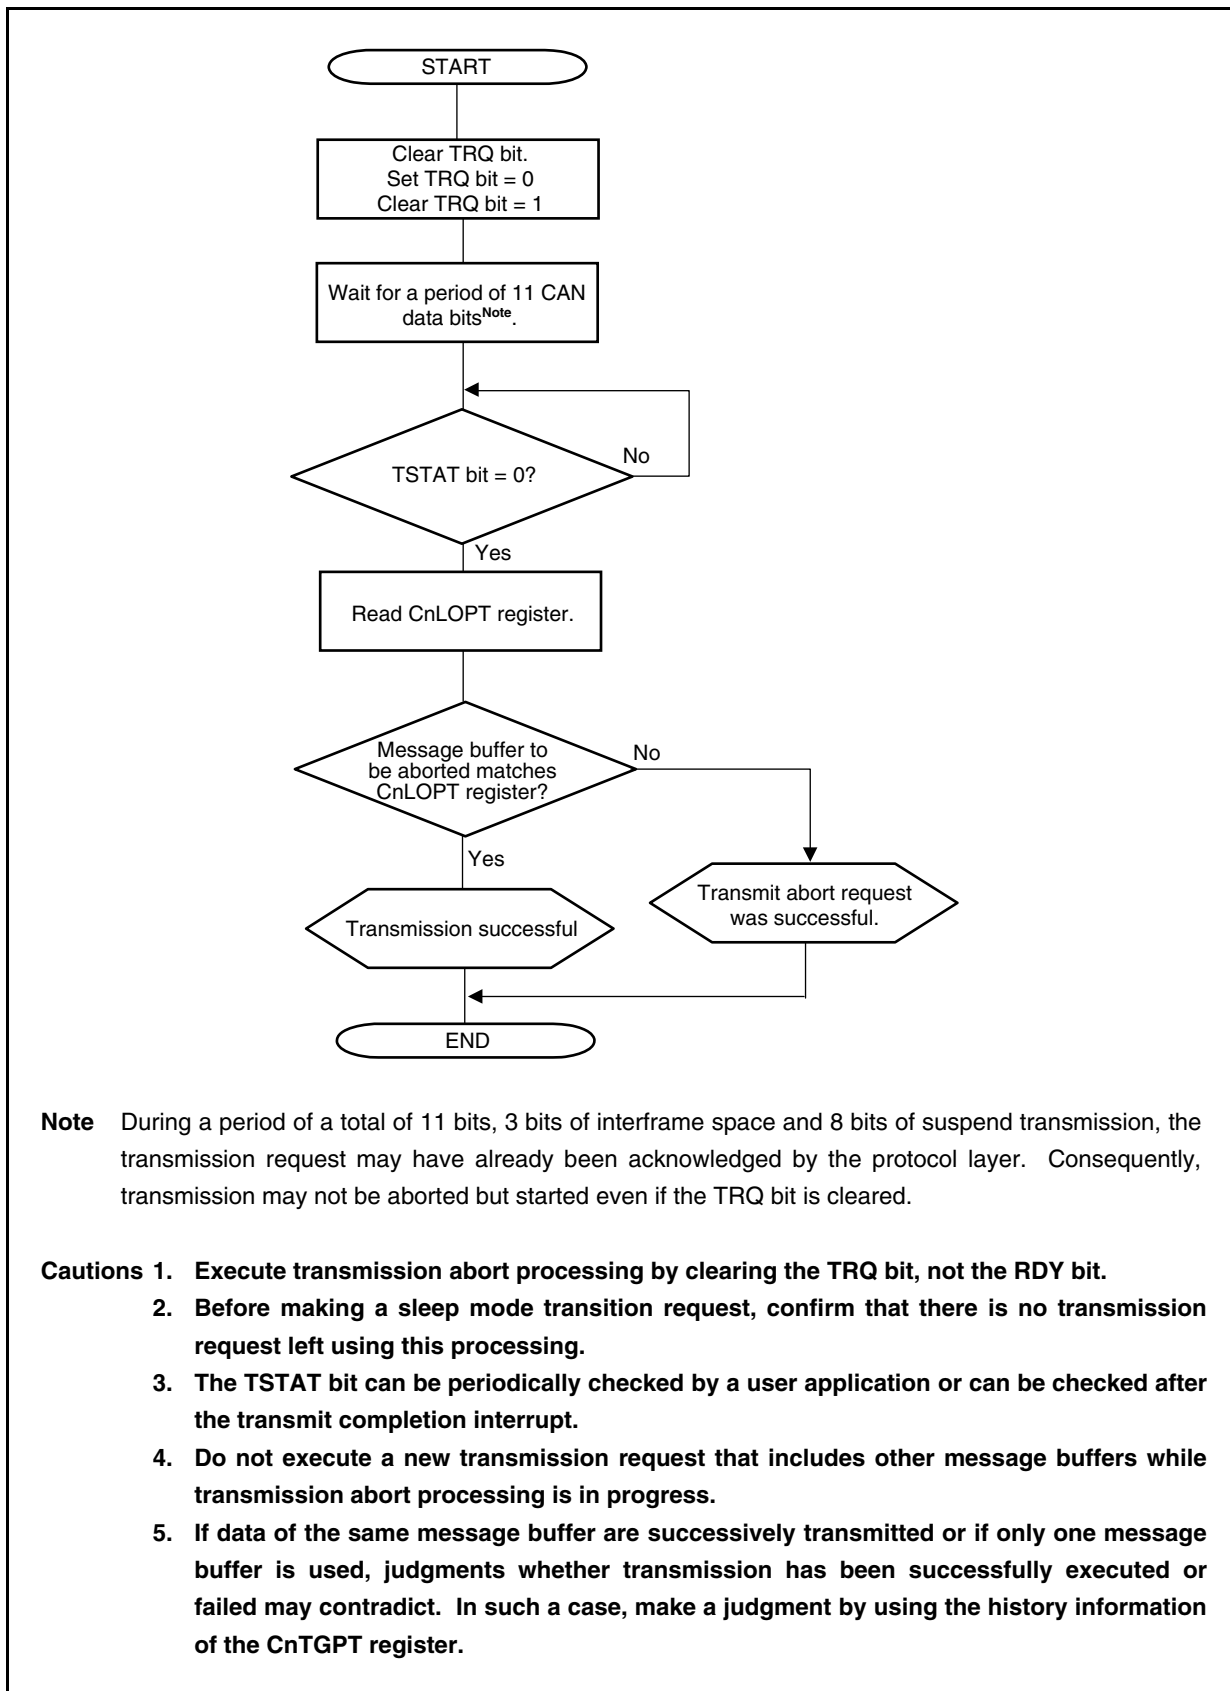 START
Clear TRQ bit.
Set TRQ bit = 0
Clear TRQ bit = 1
Wait for a period of 11 CAN
data bitsNote.
TSTAT bit = 0?
No
Yes
Read CnLOPT register.
Message buffer to
be aborted matches
CnLOPT register?
No
Yes
Transmit abort request
was successful.
Transmission successful
END
Note During a period of a total of 11 bits, 3 bits of interframe space and 8 bits of suspend transmission, the
transmission request may have already been acknowledged by the protocol layer. Consequently,
transmission may not be aborted but started even if the TRQ bit is cleared.
Cautions 1. Execute transmission abort processing by clearing the TRQ bit, not the RDY bit.
2. Before making a sleep mode transition request, confirm that there is no transmission
request left using this processing.
3. The TSTAT bit can be periodically checked by a user application or can be checked after
the transmit completion interrupt.
4. Do not execute a new transmission request that includes other message buffers while
transmission abort processing is in progress.
5. If data of the same message buffer are successively transmitted or if only one message
buffer is used, judgments whether transmission has been successfully executed or
failed may contradict. In such a case, make a judgment by using the history information
of the CnTGPT register.